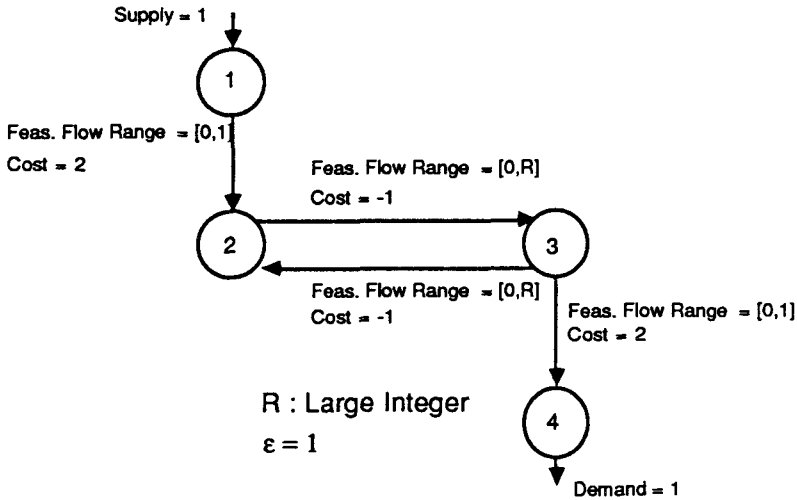 Supply = 1
1
Feas. Flow Range = [0,1]
Cost = 2
Feas. Flow Range = [0,R]
Cost = -1
2
3
Feas. Flow Range = [0,R]
Cost = -1
Feas. Flow Range = [0,1]
Cost = 2
R : Large Integer
ε = 1
4
Demand = 1